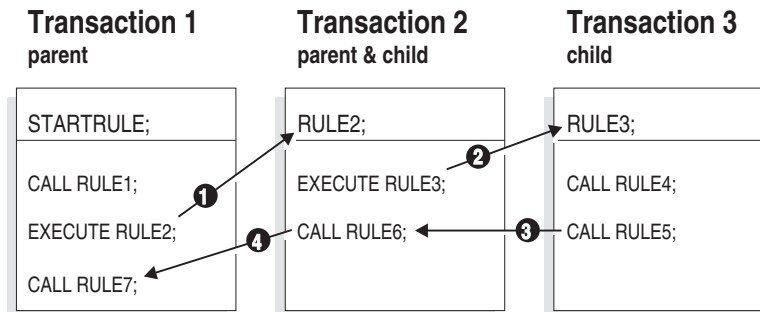 Transaction 1
parent
Transaction 2
parent & child
Transaction 3
child
STARTRULE;
CALL RULE1;
EXECUTE RULE2;
CALL RULE7;
RULE2;
EXECUTE RULE3;
CALL RULE6;
RULE3;
CALL RULE4;
CALL RULE5;
1
2
3
4